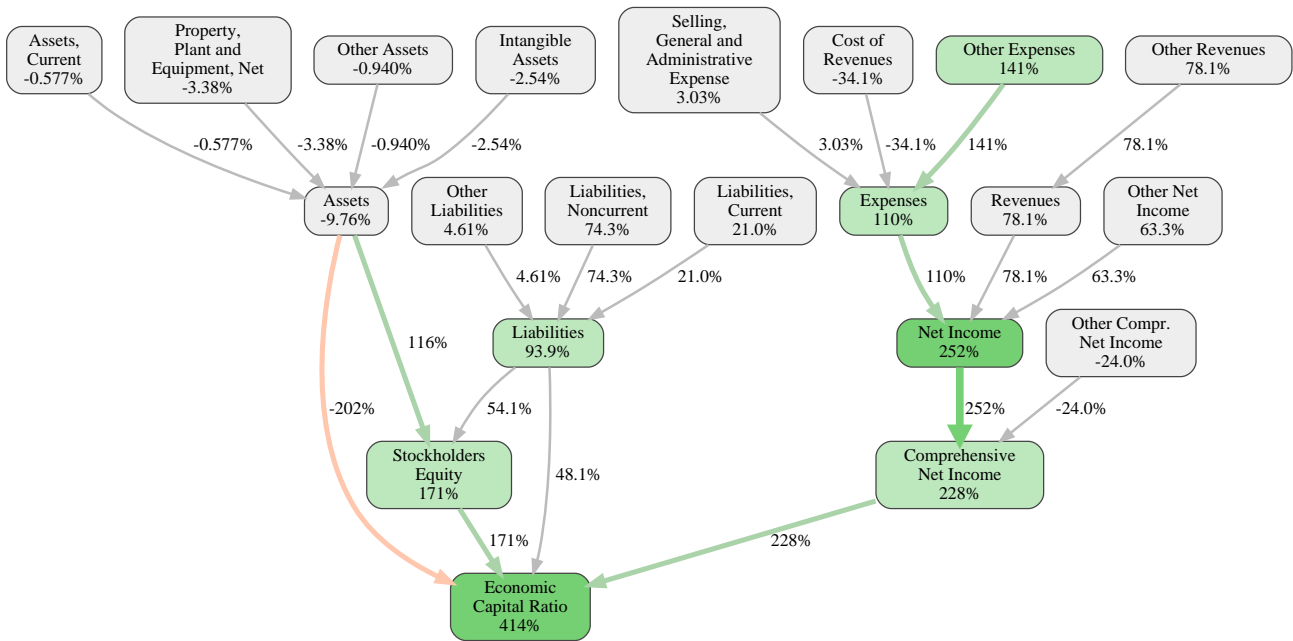 Assets,
Current
-0.577%
Property,
Plant and
Equipment, Net
-3.38%
Other Assets
-0.940%
Intangible
Assets
-2.54%
Selling,
General and
Administrative
Expense
3.03%
Cost of
Revenues
-34.1%
Other Expenses
141%
Other Revenues
78.1%
-0.577%
-3.38%
-0.940%
-2.54%
3.03%
-34.1%
141%
78.1%
Assets
-9.76%
Other
Liabilities
4.61%
Liabilities,
Noncurrent
74.3%
Liabilities,
Current
21.0%
Expenses
110%
Revenues
78.1%
Other Net
Income
63.3%
4.61%
74.3%
21.0%
110%
78.1%
63.3%
Liabilities
93.9%
Net Income
252%
Other Compr.
Net Income
-24.0%
116%
-202%
54.1%
252%
-24.0%
Stockholders
Equity
171%
48.1%
Comprehensive
Net Income
228%
171%
228%
Economic
Capital Ratio
414%